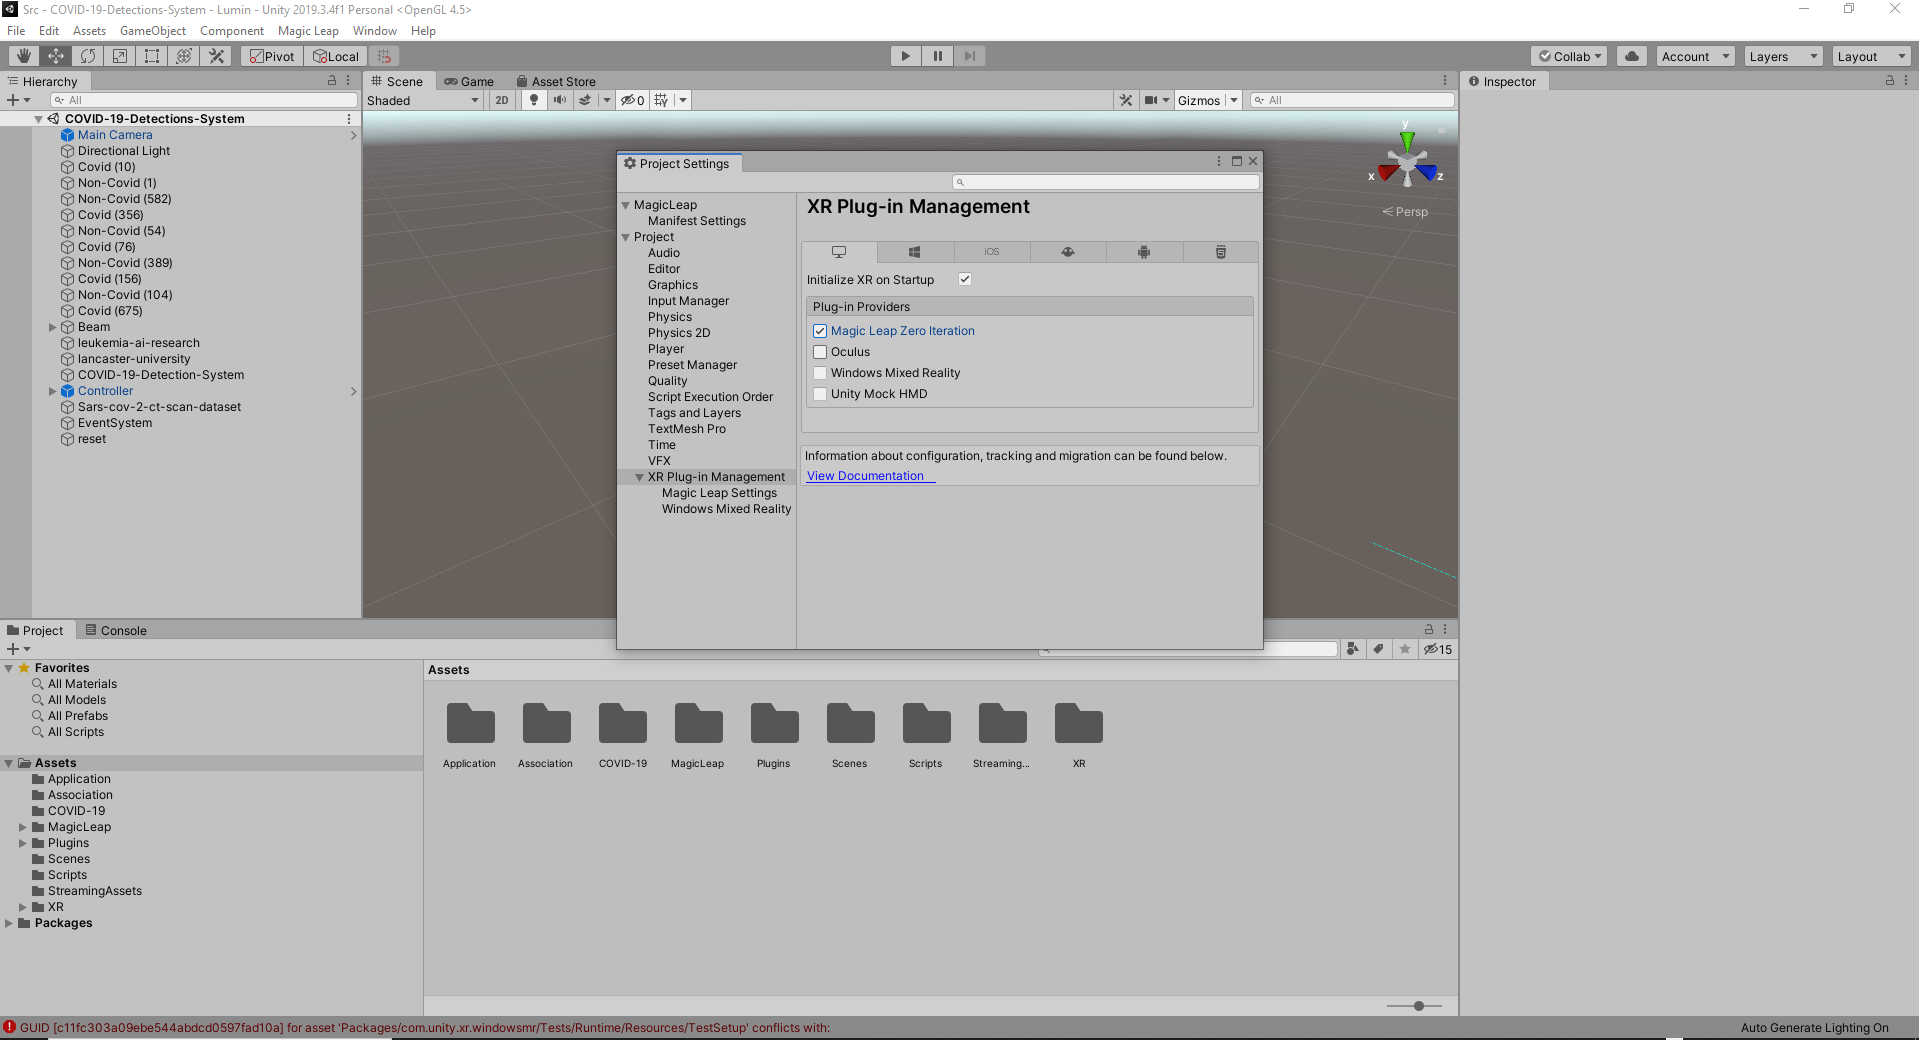 Src - COVID-19-Detections-System - Lumin - Unity 2019.3.4f1 Personal <OpenGL 4.5>
File Edit Assets GameObject Component Magic Leap Window Help
Pivot Local Collab Account Layers Layout
Hierarchy
All
COVID-19-Detections-System
Main Camera
Directional Light
Covid (10)
Non-Covid (1)
Non-Covid (582)
Covid (356)
Non-Covid (54)
Covid (76)
Non-Covid (389)
Covid (156)
Non-Covid (104)
Covid (675)
Beam
leukemia-ai-research
lancaster-university
COVID-19-Detection-System
Controller
Sars-cov-2-ct-scan-dataset
EventSystem
reset
Scene Game Asset Store
Shaded 2D 0 Gizmos All
y
x z
Persp
Project Settings
MagicLeap
Manifest Settings
Project
Audio
Editor
Graphics
Input Manager
Physics
Physics 2D
Player
Preset Manager
Quality
Script Execution Order
Tags and Layers
TextMesh Pro
Time
VFX
XR Plug-in Management
Magic Leap Settings
Windows Mixed Reality
XR Plug-in Management
iOS
Initialize XR on Startup
Plug-in Providers
Magic Leap Zero Iteration
Oculus
Windows Mixed Reality
Unity Mock HMD
Information about configuration, tracking and migration can be found below.
View Documentation
Inspector
Project Console
15
Favorites
All Materials
All Models
All Prefabs
All Scripts
Assets
Application
Association
COVID-19
MagicLeap
Plugins
Scenes
Scripts
StreamingAssets
XR
Packages
Assets
Application Association COVID-19 MagicLeap Plugins Scenes Scripts Streaming... XR
GUID [c11fc303a09ebe544abdcd0597fad10a] for asset 'Packages/com.unity.xr.windowsmr/Tests/Runtime/Resources/TestSetup' conflicts with:
Auto Generate Lighting On